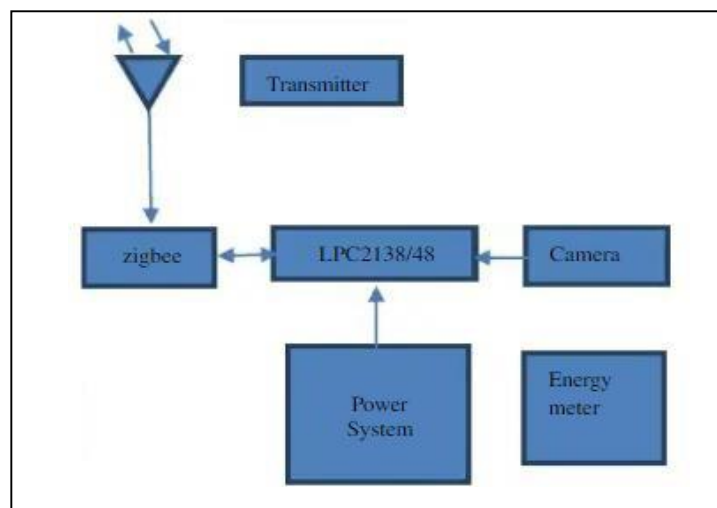 Transmitter
zigbee
LPC2138/48
Camera
Power
System
Energy
meter